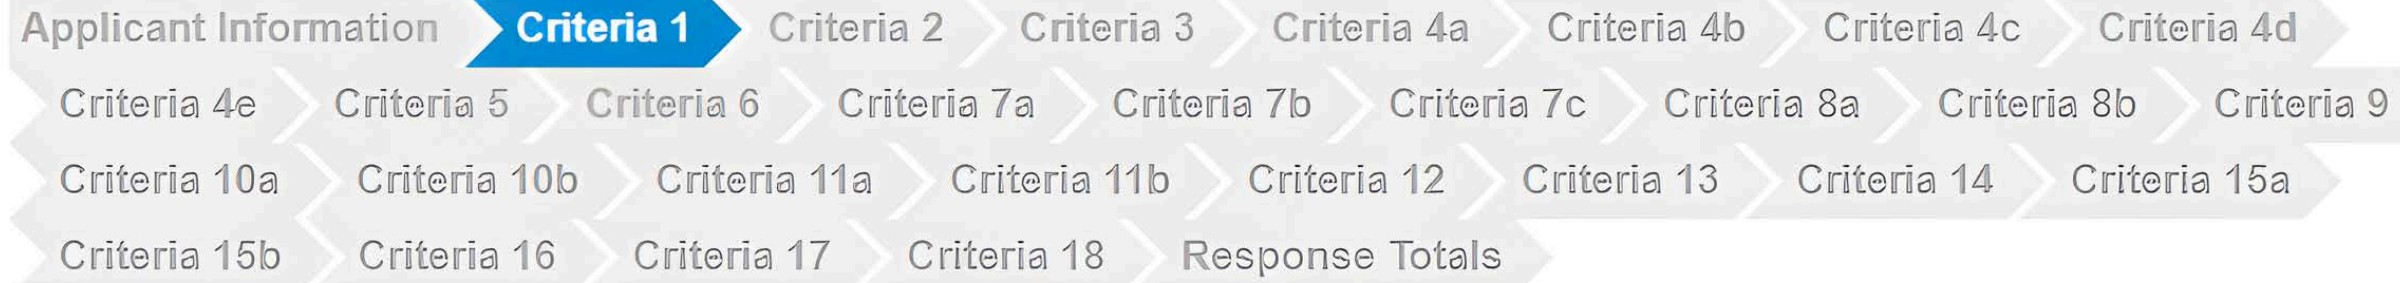 Applicant Information Criteria 1 Criteria 2 Criteria 3 Criteria 4a Criteria 4b Criteria 4c Criteria 4d
Criteria 4e Criteria 5 Criteria 6 Criteria 7a Criteria 7b Criteria 7c Criteria 8a Criteria 8b Criteria 9
Criteria 10a Criteria 10b Criteria 11a Criteria 11b Criteria 12 Criteria 13 Criteria 14 Criteria 15a
Criteria 15b Criteria 16 Criteria 17 Criteria 18 Response Totals